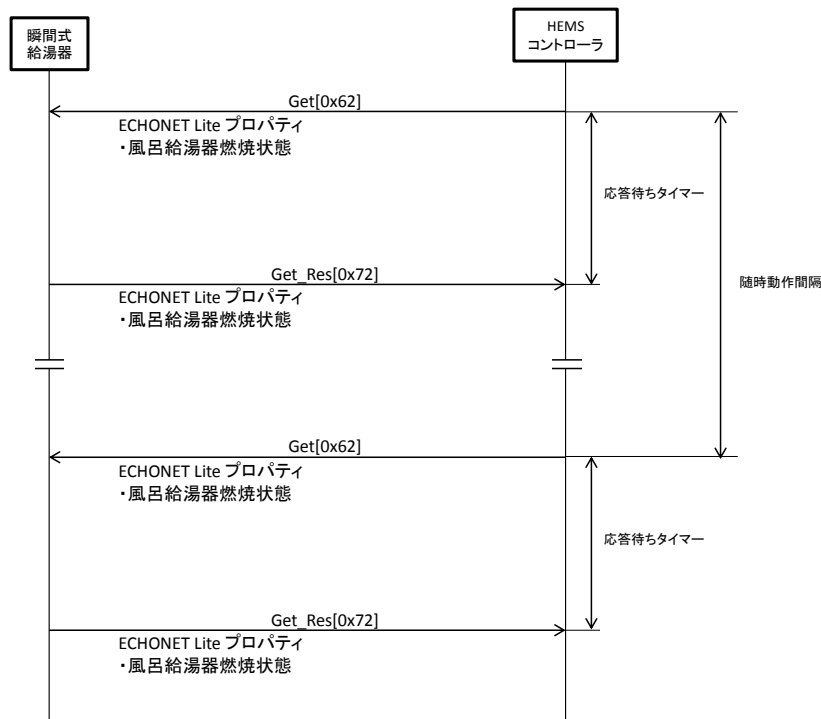 瞬間式
給湯器
HEMS
コントローラ
Get[0x62]
ECHONET Lite プロパティ
・風呂給湯器燃焼状態
応答待ちタイマー
Get_Res[0x72]
ECHONET Lite プロパティ
・風呂給湯器燃焼状態
随時動作間隔
Get[0x62]
ECHONET Lite プロパティ
・風呂給湯器燃焼状態
応答待ちタイマー
Get_Res[0x72]
ECHONET Lite プロパティ
・風呂給湯器燃焼状態